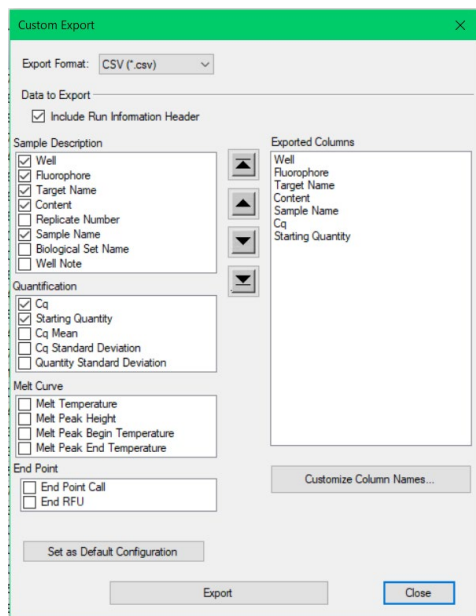 Custom Export
Export Format: CSV (*.csv)
Data to Export
Include Run Information Header
Sample Description
Well
Fluorophore
Target Name
Content
Replicate Number
Sample Name
Biological Set Name
Well Note
Quantification
Cq
Starting Quantity
Cq Mean
Cq Standard Deviation
Quantity Standard Deviation
Melt Curve
Melt Temperature
Melt Peak Height
Melt Peak Begin Temperature
Melt Peak End Temperature
End Point
End Point Call
End RFU
Exported Columns
Well
Fluorophore
Target Name
Content
Sample Name
Cq
Starting Quantity
Customize Column Names...
Set as Default Configuration
Export
Close